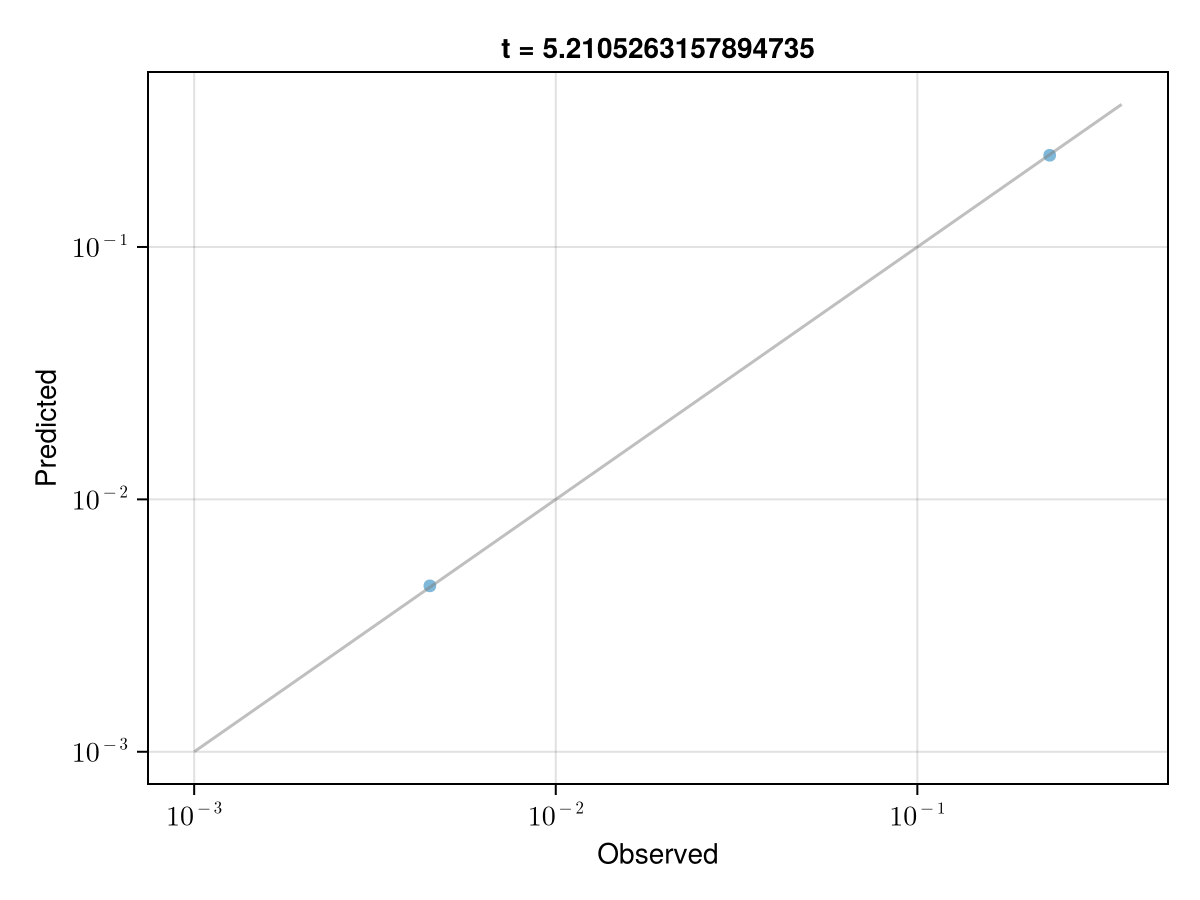 t = 5.2105263157894735
Predicted
10⁻¹
10⁻²
10⁻³
10⁻³ 10⁻² 10⁻¹
Observed